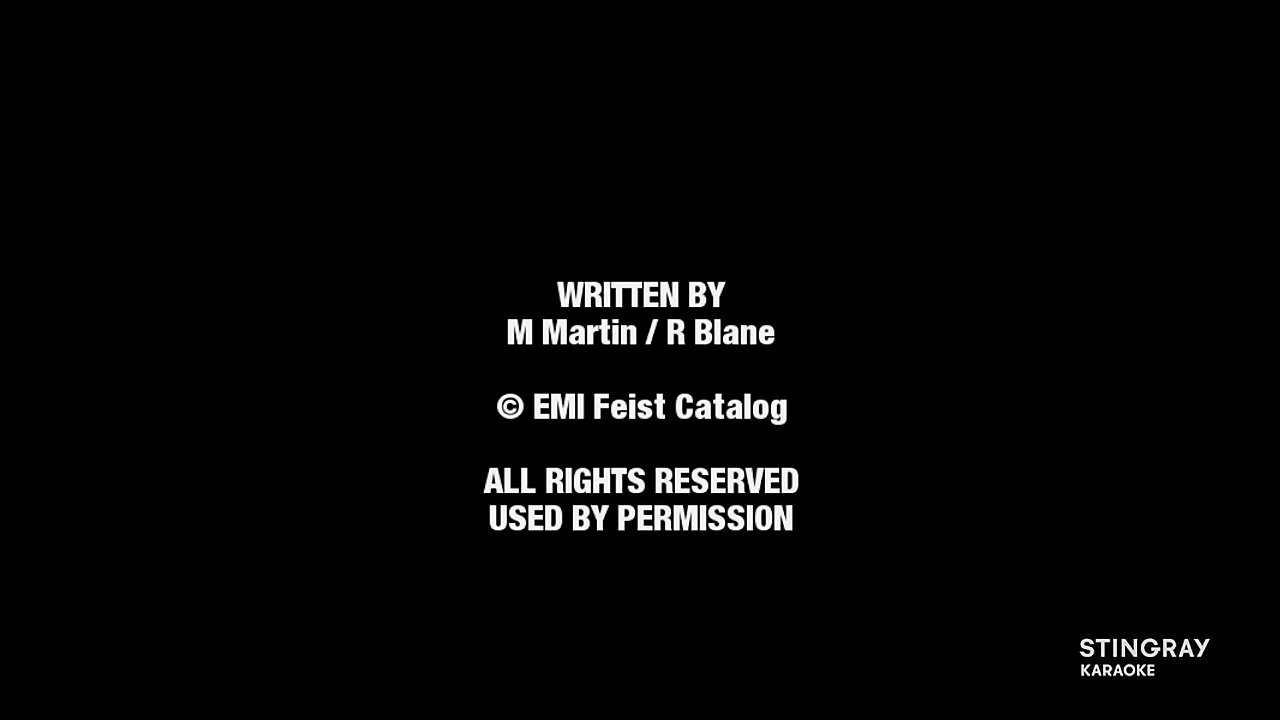 WRITTEN BY
M Martin / R Blane
© EMI Feist Catalog
ALL RIGHTS RESERVED
USED BY PERMISSION
STINGRAY
KARAOKE